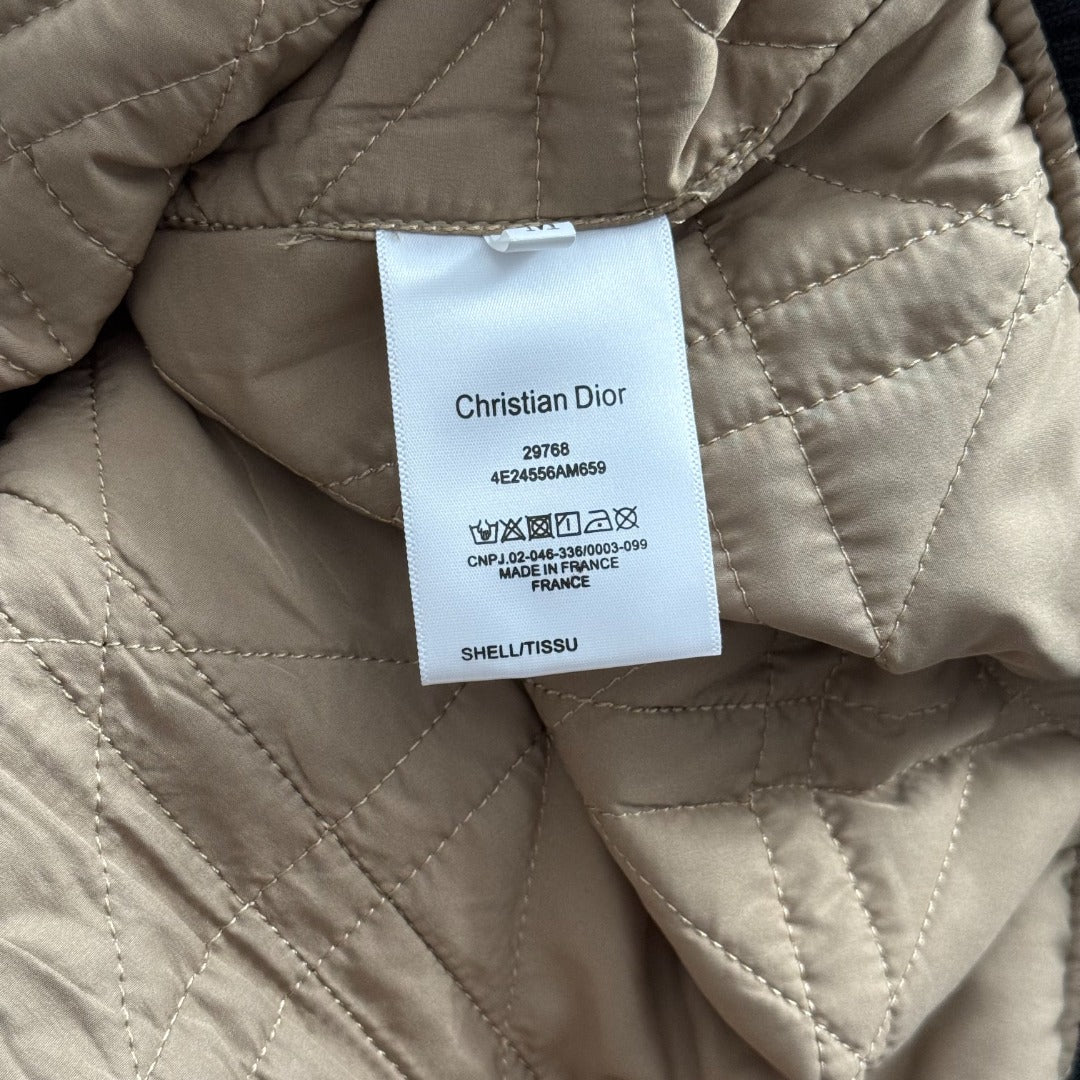 M
Christian Dior
29768
4E24556AM659
CNPJ.02-046-336/0003-099
MADE IN FRANCE
FRANCE
SHELL/TISSU